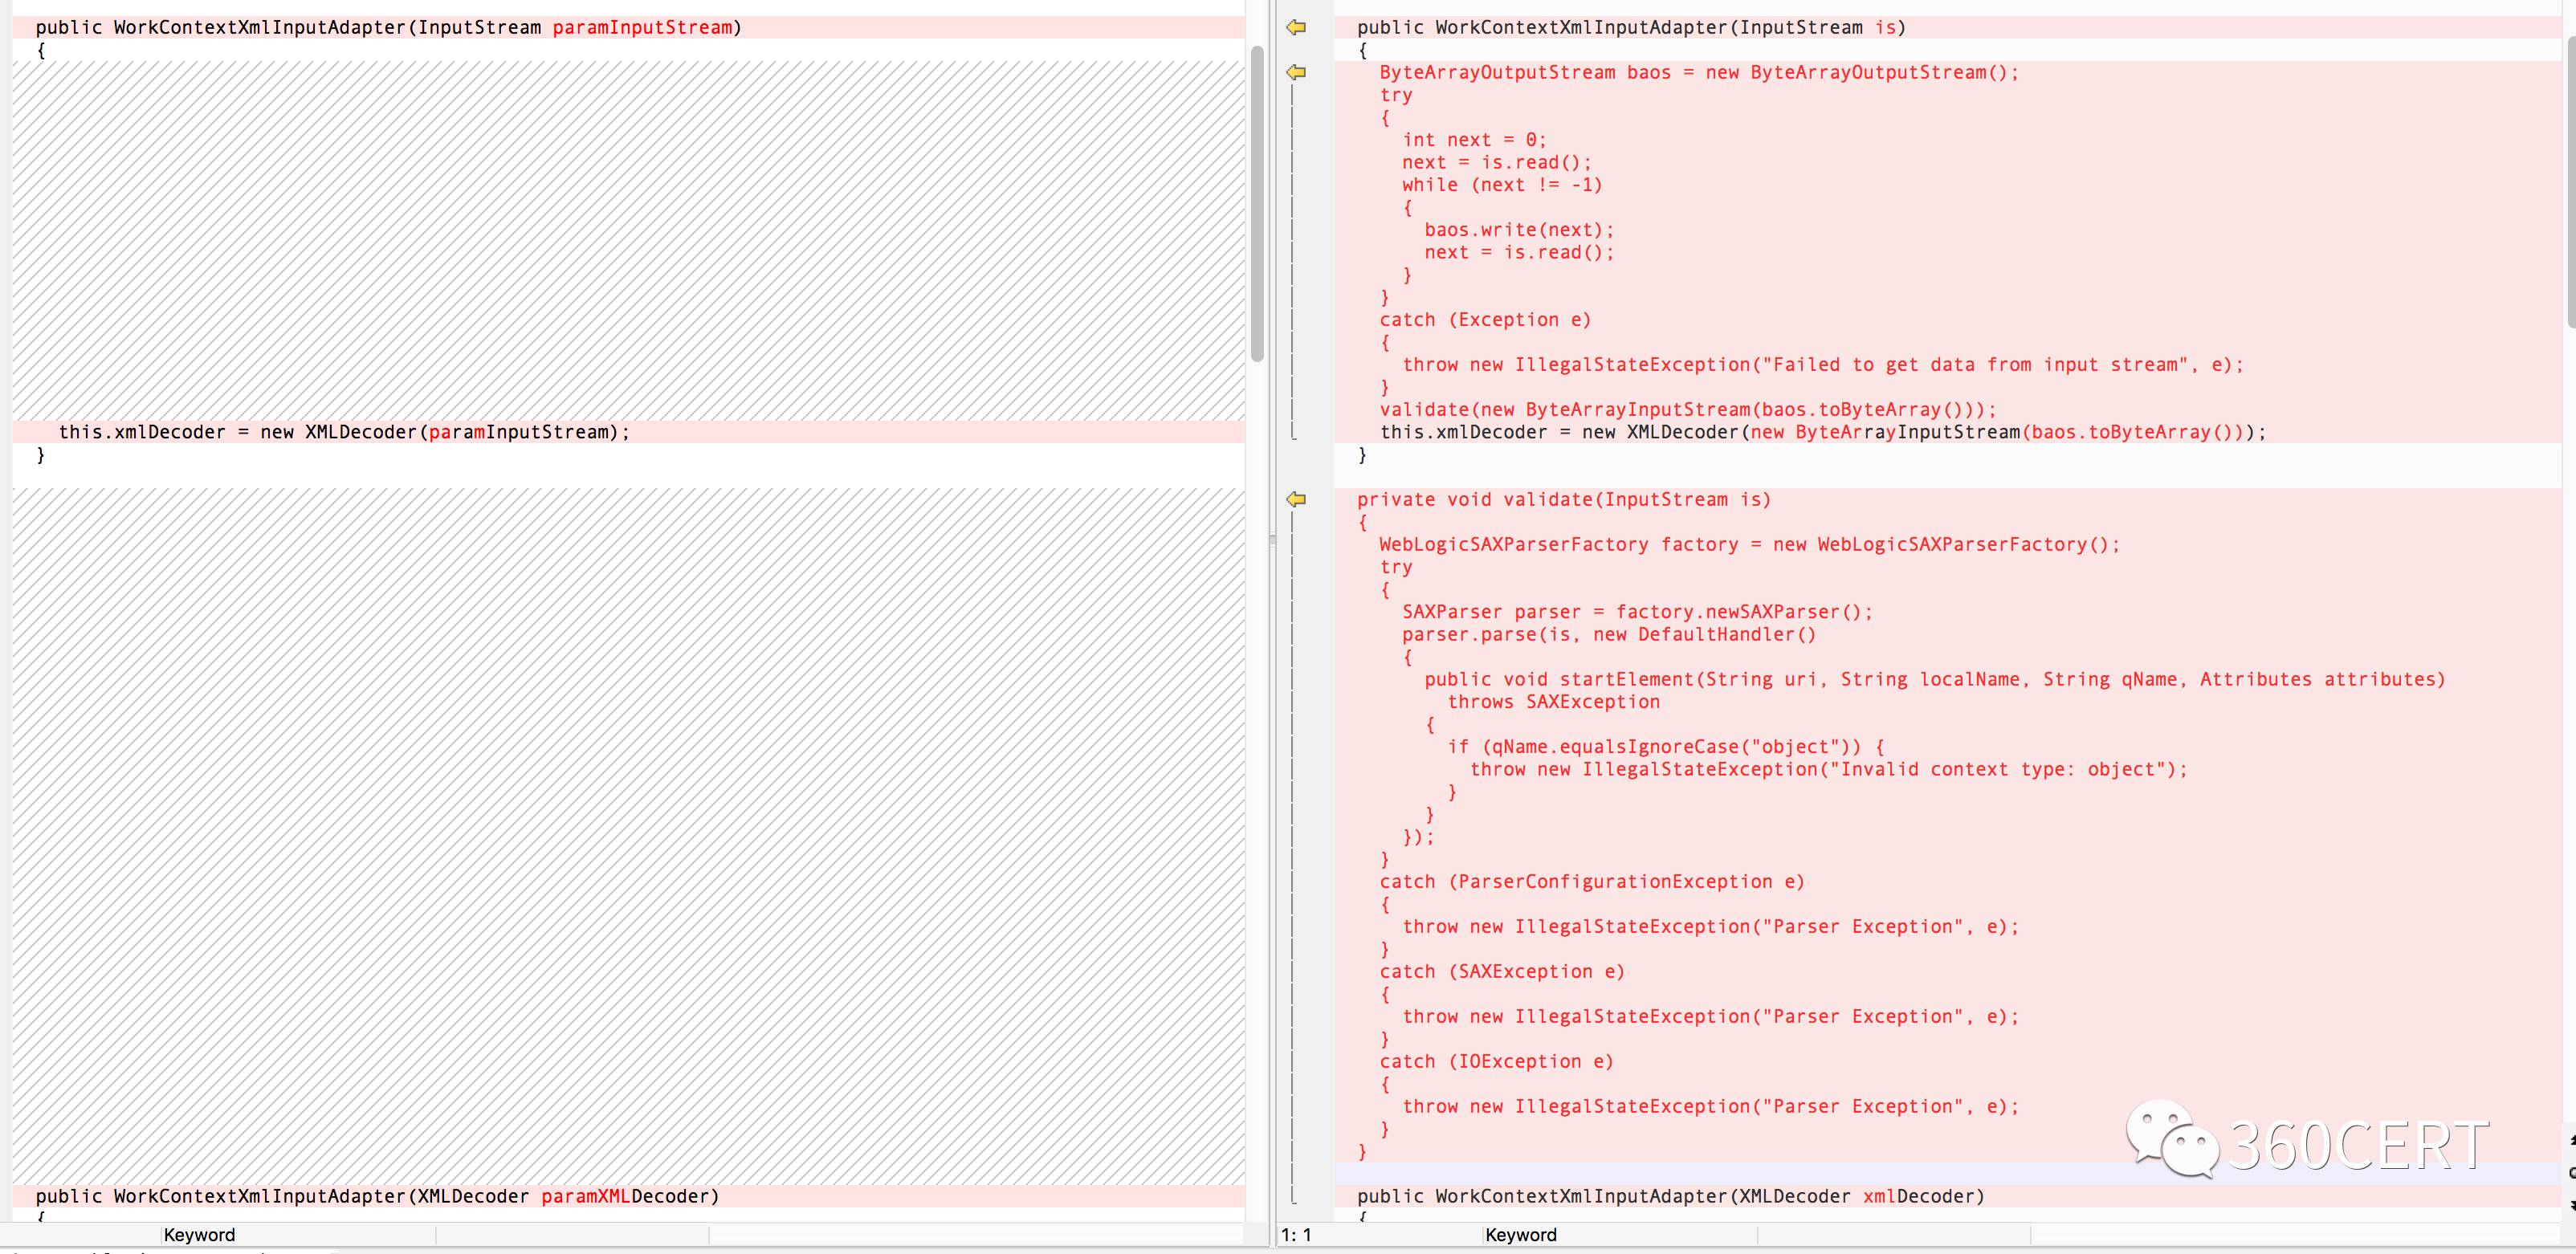 public WorkContextXmlInputAdapter(InputStream paramInputStream)
{
this.xmlDecoder = new XMLDecoder(paramInputStream);
}
public WorkContextXmlInputAdapter(XMLDecoder paramXMLDecoder)
{
Keyword
public WorkContextXmlInputAdapter(InputStream is)
{
ByteArrayOutputStream baos = new ByteArrayOutputStream();
try
{
int next = 0;
next = is.read();
while (next != -1)
{
baos.write(next);
next = is.read();
}
}
catch (Exception e)
{
throw new IllegalStateException("Failed to get data from input stream", e);
}
validate(new ByteArrayInputStream(baos.toByteArray()));
this.xmlDecoder = new XMLDecoder(new ByteArrayInputStream(baos.toByteArray()));
}
private void validate(InputStream is)
{
WebLogicSAXParserFactory factory = new WebLogicSAXParserFactory();
try
{
SAXParser parser = factory.newSAXParser();
parser.parse(is, new DefaultHandler()
{
public void startElement(String uri, String localName, String qName, Attributes attributes)
throws SAXException
{
if (qName.equalsIgnoreCase("object")) {
throw new IllegalStateException("Invalid context type: object");
}
}
});
}
catch (ParserConfigurationException e)
{
throw new IllegalStateException("Parser Exception", e);
}
catch (SAXException e)
{
throw new IllegalStateException("Parser Exception", e);
}
catch (IOException e)
{
throw new IllegalStateException("Parser Exception", e);
}
}
public WorkContextXmlInputAdapter(XMLDecoder xmlDecoder)
{
1: 1
Keyword
360CERT